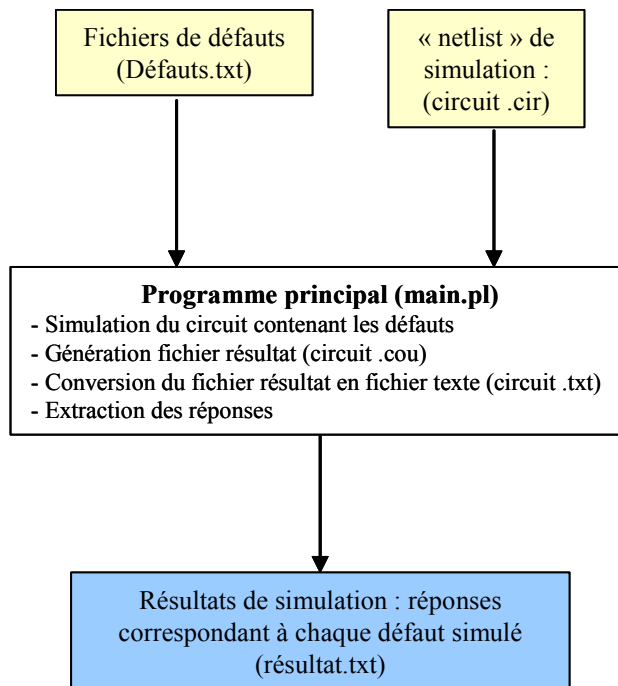 Fichiers de défauts
(Défauts.txt)
« netlist » de
simulation :
(circuit .cir)
Programme principal (main.pl)
- Simulation du circuit contenant les défauts
- Génération fichier résultat (circuit .cou)
- Conversion du fichier résultat en fichier texte (circuit .txt)
- Extraction des réponses
Résultats de simulation : réponses
correspondant à chaque défaut simulé
(résultat.txt)